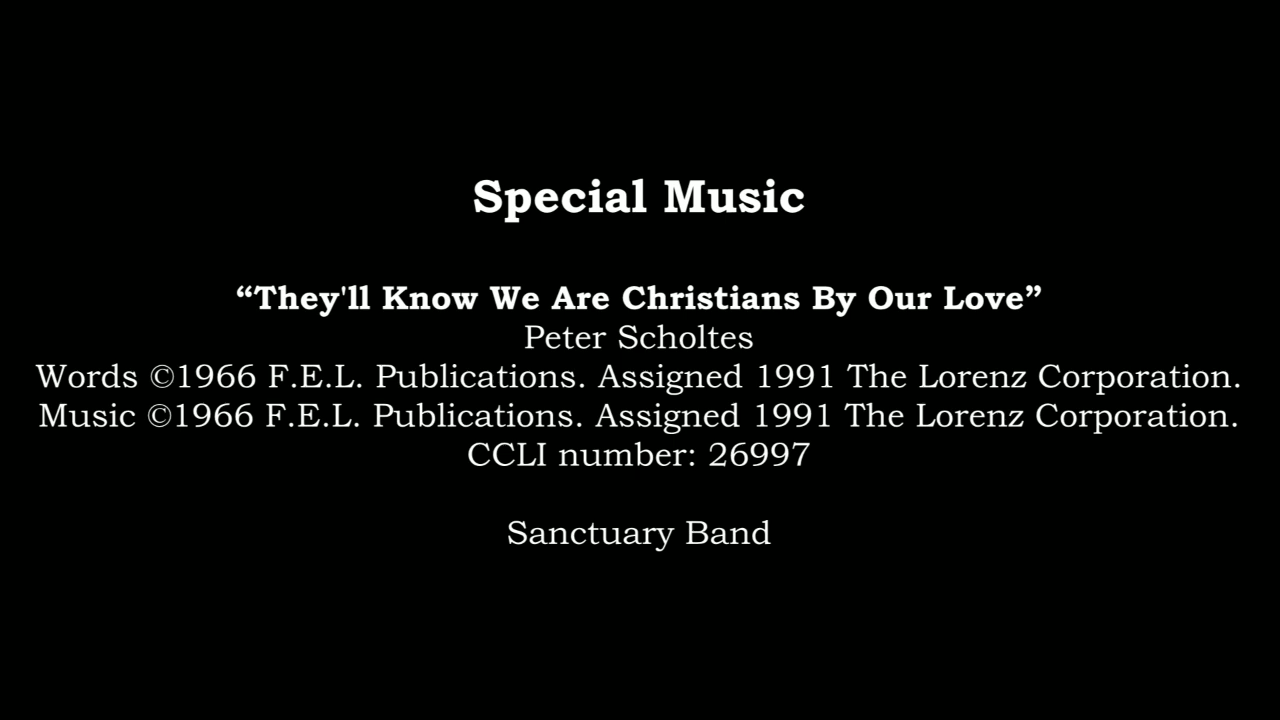 Special Music
“They'll Know We Are Christians By Our Love”
Peter Scholtes
Words ©1966 F.E.L. Publications. Assigned 1991 The Lorenz Corporation.
Music ©1966 F.E.L. Publications. Assigned 1991 The Lorenz Corporation.
CCLI number: 26997
Sanctuary Band